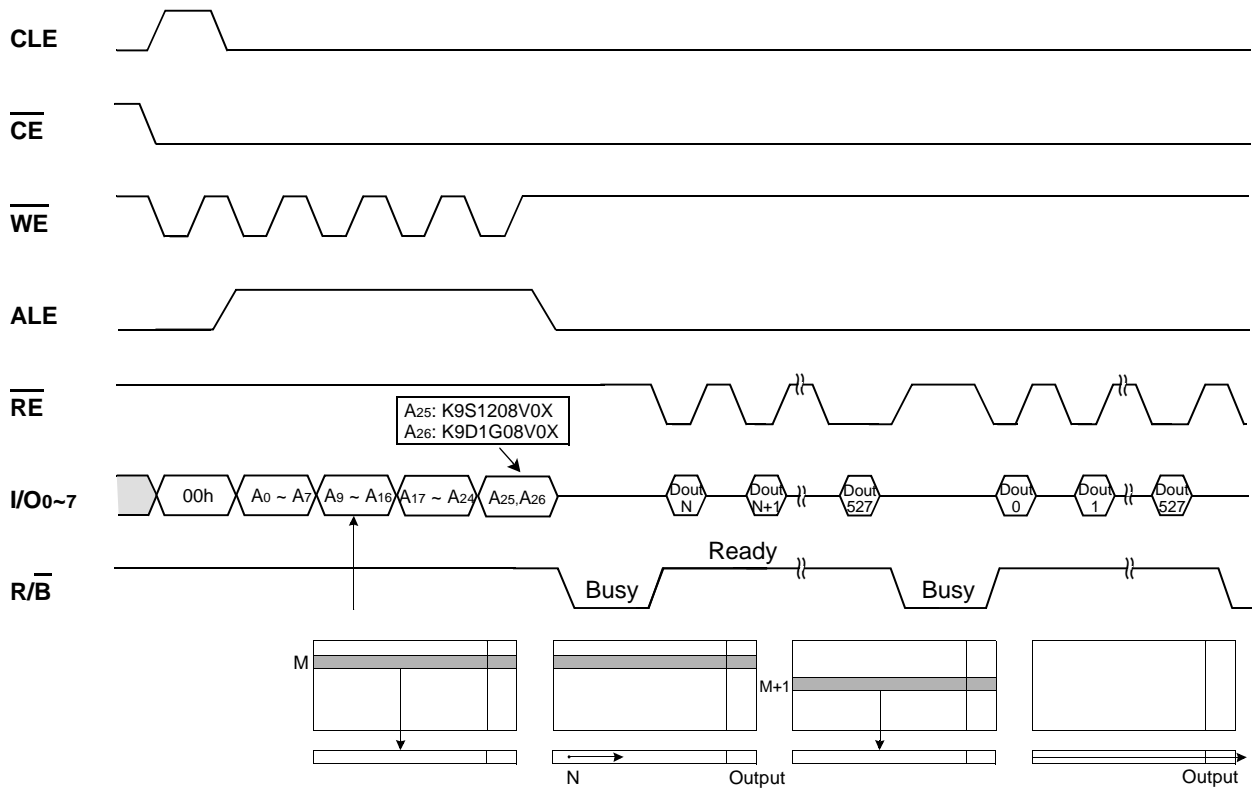 CLE
CE
WE
ALE
RE
A25: K9S1208V0X
A26: K9D1G08V0X
I/O0~7
00h
A0 ~ A7
A9 ~ A16
A17 ~ A24
A25,A26
Dout
N
Dout
N+1
Dout
527
Dout
0
Dout
1
Dout
527
R/B
Busy
Ready
Busy
M
M+1
N
Output
Output